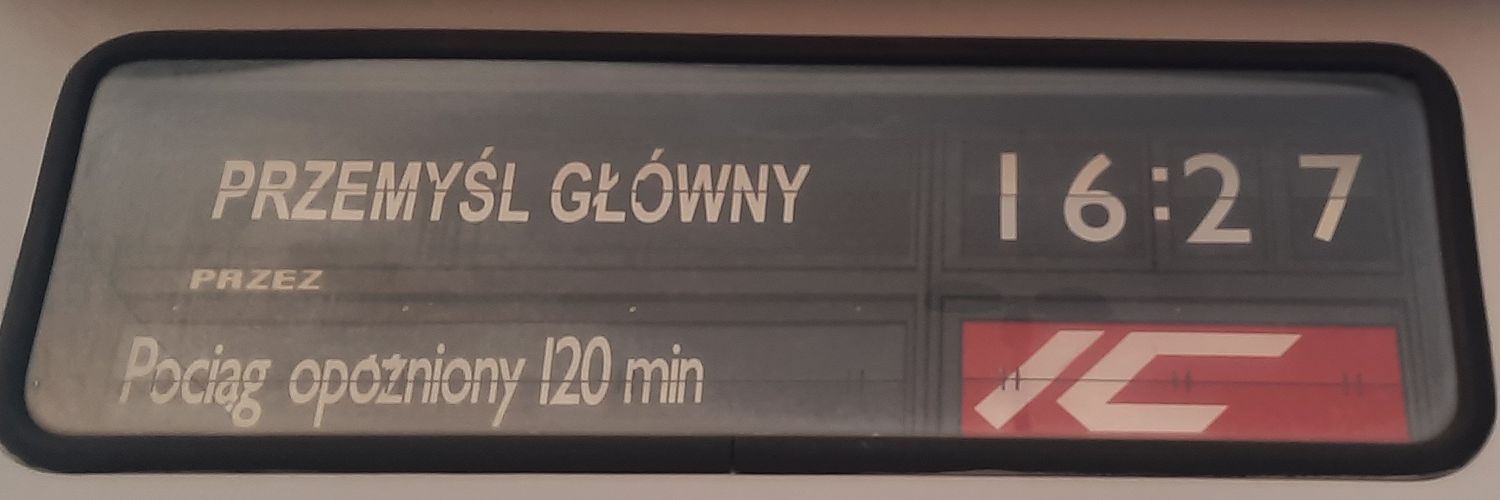 PRZEMYŚL GŁÓWNY 16:27
PRZEZ
Pociąg opóźniony 120 min
IC